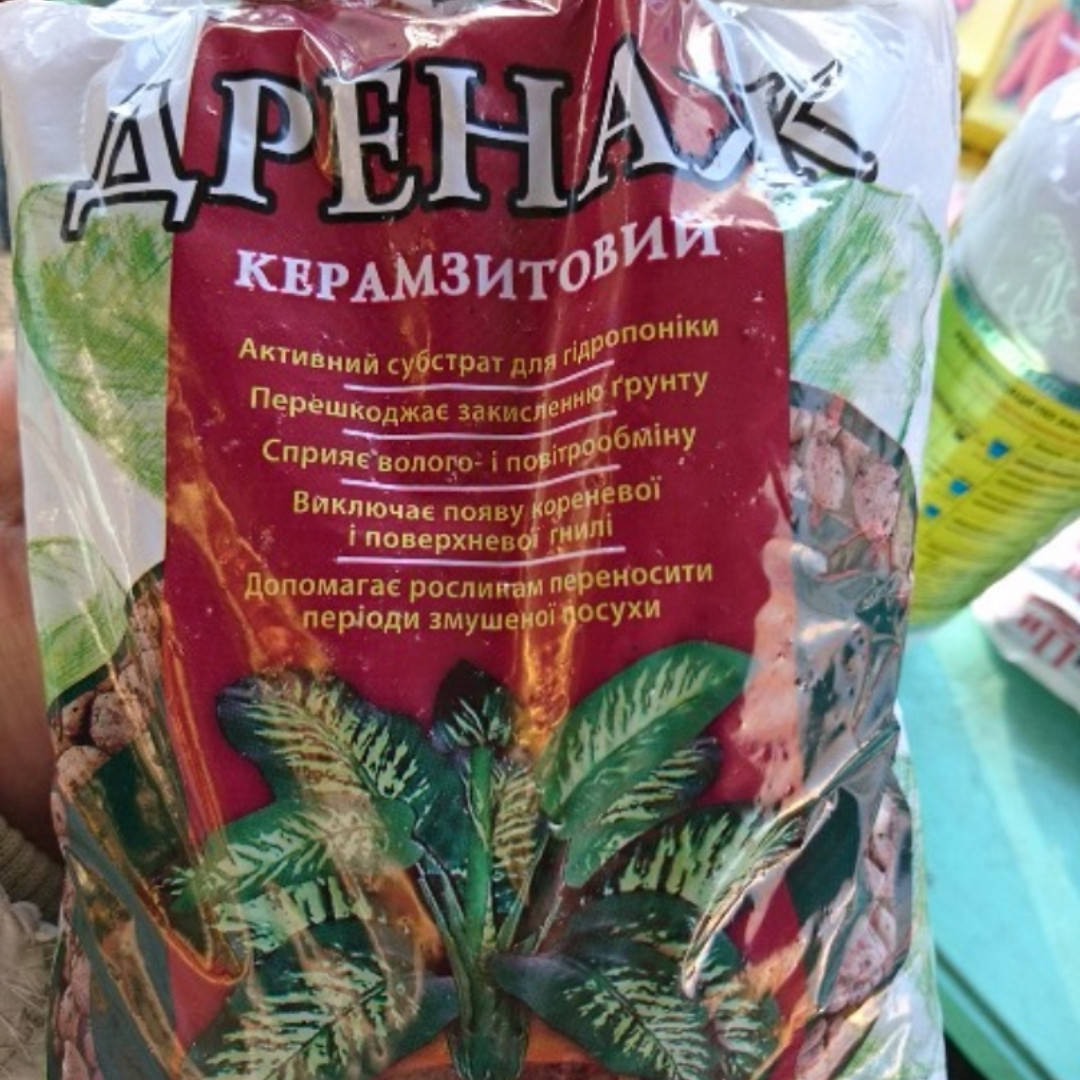 ДРЕНАЖ
КЕРАМЗИТОВИЙ
Активний субстрат для гідропоніки
Перешкоджає закисленню ґрунту
Сприяє волого- і повітрообміну
Виключає появу кореневої
і поверхневої гнилі
Допомагає рослинам переносити
періоди змушеної посухи